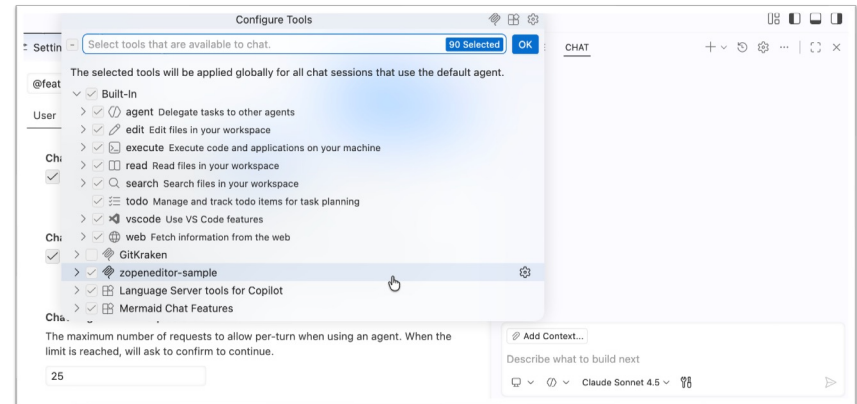 Configure Tools
Settin
Select tools that are available to chat.
90 Selected
OK
CHAT
The selected tools will be applied globally for all chat sessions that use the default agent.
@feat
Built-In
User
agent Delegate tasks to other agents
edit Edit files in your workspace
execute Execute code and applications on your machine
Cha
read Read files in your workspace
search Search files in your workspace
todo Manage and track todo items for task planning
vscode Use VS Code features
Cha
web Fetch information from the web
GitKraken
zopeneditor-sample
Language Server tools for Copilot
Mermaid Chat Features
The maximum number of requests to allow per-turn when using an agent. When the
limit is reached, will ask to confirm to continue.
25
Add Context...
Describe what to build next
Claude Sonnet 4.5